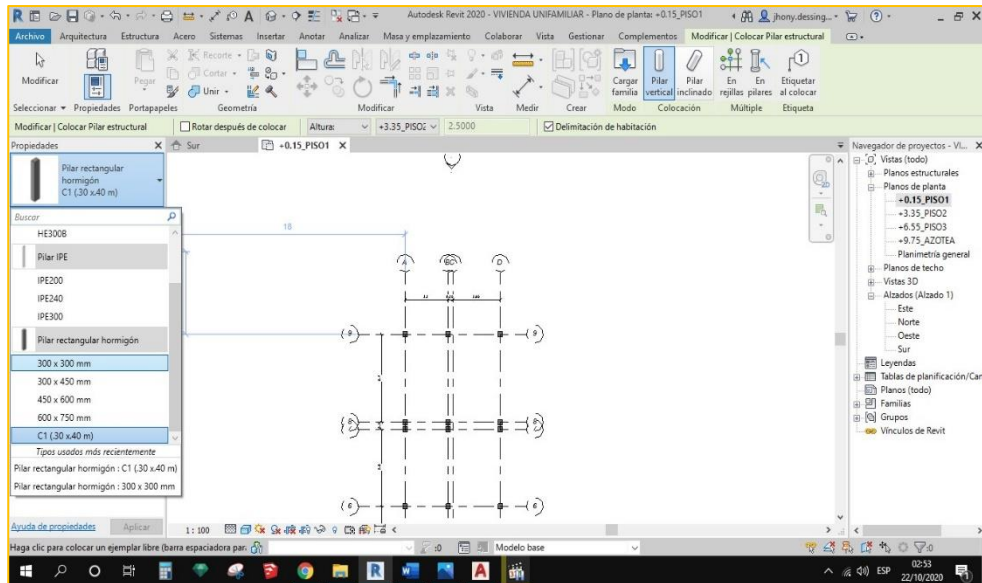 Autodesk Revit 2020 - VIVIENDA UNIFAMILIAR - Plano de planta: +0.15_PISO1
jhony.dessing...
Archivo Arquitectura Estructura Acero Sistemas Insertar Anotar Analizar Masa y emplazamiento Colaborar Vista Gestionar Complementos Modificar | Colocar Pilar estructural
Modificar
Pegar
Recorte
Cortar
Unir
Cargar familia
Pilar vertical
Pilar inclinado
En rejillas
En pilares
Etiquetar al colocar
Seleccionar Propiedades Portapapeles Geometría Modificar Vista Medir Crear Modo Colocación Múltiple Etiqueta
Modificar | Colocar Pilar estructural Rotar después de colocar Altura: +3.35_PISO2 2.5000 Delimitación de habitación
Propiedades X
Sur
+0.15_PISO1 X
Navegador de proyectos - VI... X
Pilar rectangular
hormigón
C1 (.30 x.40 m)
Buscar
HE300B
Pilar IPE
IPE200
IPE240
IPE300
Pilar rectangular hormigón
300 x 300 mm
300 x 450 mm
450 x 600 mm
600 x 750 mm
C1 (.30 x.40 m)
Tipos usados más recientemente
Pilar rectangular hormigón : C1 (.30 x.40 m)
Pilar rectangular hormigón : 300 x 300 mm
Ayuda de propiedades Aplicar
10
A
B C
D
9
6
Vistas (todo)
Planos estructurales
Planos de planta
+0.15_PISO1
+3.35_PISO2
+6.55_PISO3
+9.75_AZOTEA
Planimetría general
Planos de techo
Vistas 3D
Alzados (Alzado 1)
Este
Norte
Oeste
Sur
Leyendas
Tablas de planificación/Can
Planos (todo)
Familias
Grupos
Vínculos de Revit
1 : 100
Haga clic para colocar un ejemplar libre (barra espaciadora par. :0 Modelo base :0
ESP
02:53
22/10/2020